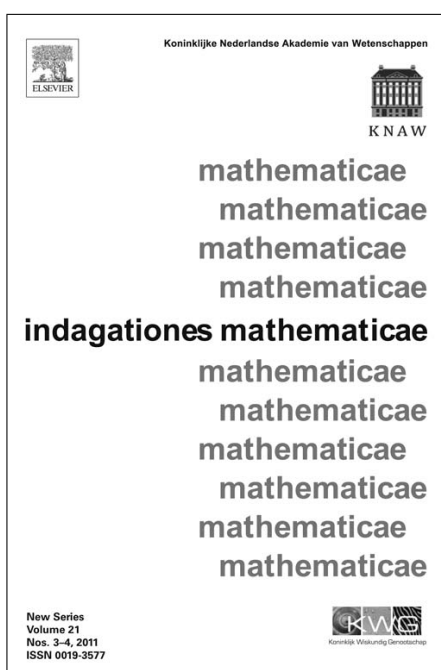 Koninklijke Nederlandse Akademie van Wetenschappen
ELSEVIER
KNAW
mathematicae
mathematicae
mathematicae
mathematicae
indagationes mathematicae
mathematicae
mathematicae
mathematicae
mathematicae
mathematicae
mathematicae
New Series
Volume 21
Nos. 3–4, 2011
ISSN 0019-3577
KWG
Koninklijk Wiskundig Genootschap